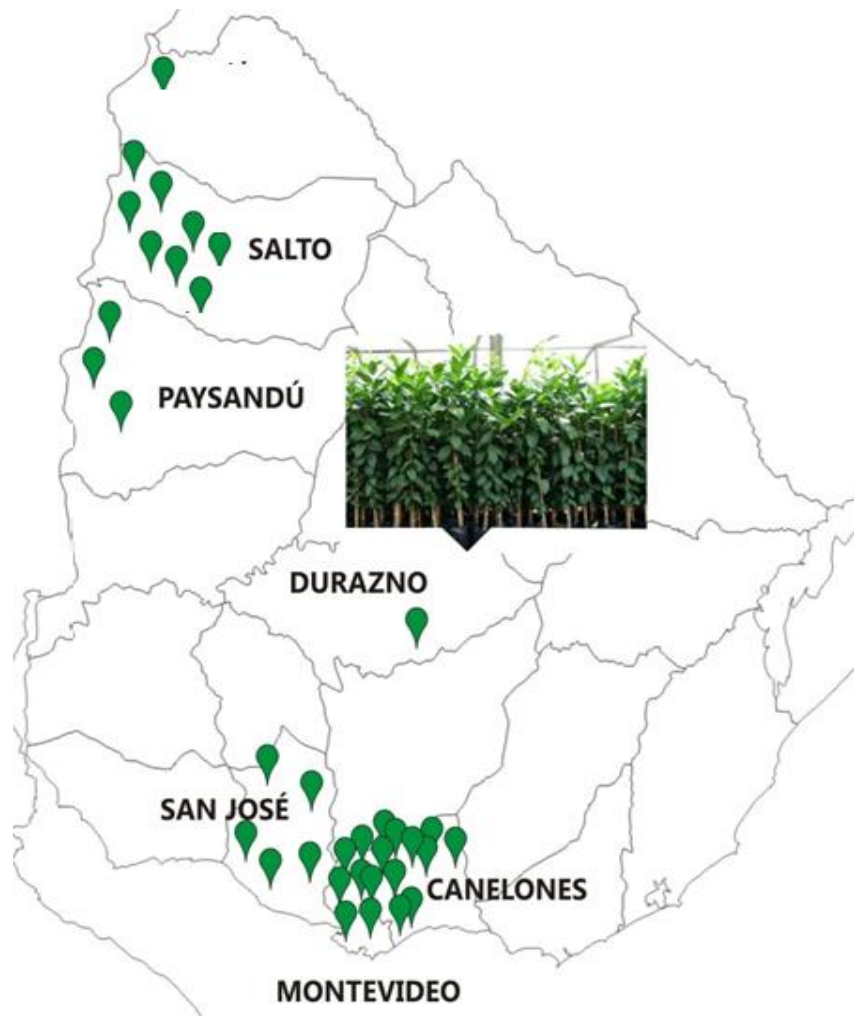 SALTO
PAYSANDÚ
DURAZNO
SAN JOSÉ
CANELONES
MONTEVIDEO